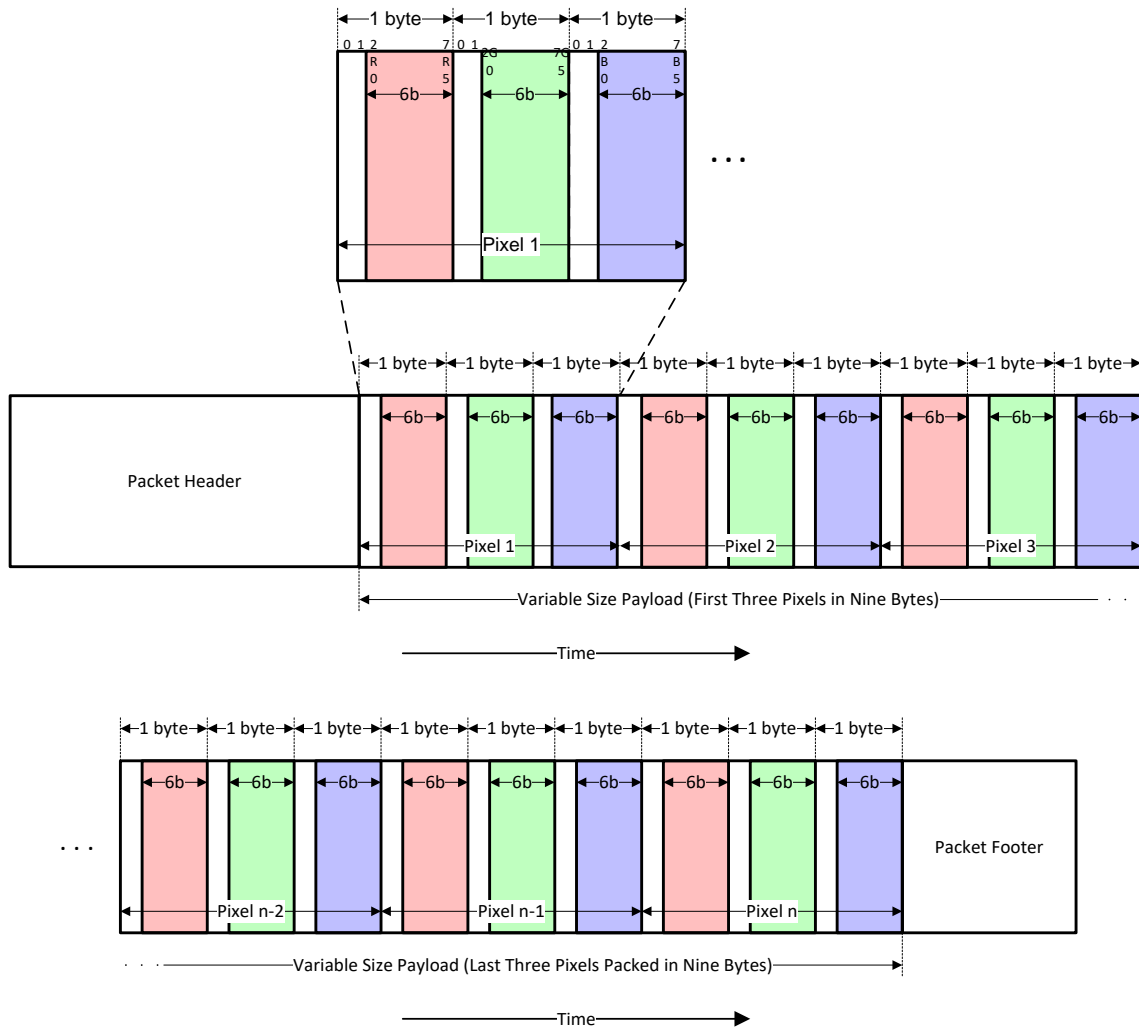 1 byte 1 byte 1 byte
0 1 2 7 0 1 2G 7G 0 1 2 7
R R 0 5 B B
0 5 0 5
6b 6b 6b
. . .
Pixel 1
1 byte 1 byte 1 byte 1 byte 1 byte 1 byte 1 byte 1 byte 1 byte
6b 6b 6b 6b 6b 6b 6b 6b 6b
Packet Header
Pixel 1 Pixel 2 Pixel 3
Variable Size Payload (First Three Pixels in Nine Bytes)
Time
1 byte 1 byte 1 byte 1 byte 1 byte 1 byte 1 byte 1 byte 1 byte
6b 6b 6b 6b 6b 6b 6b 6b 6b
. . . Packet Footer
Pixel n-2 Pixel n-1 Pixel n
Variable Size Payload (Last Three Pixels Packed in Nine Bytes)
Time